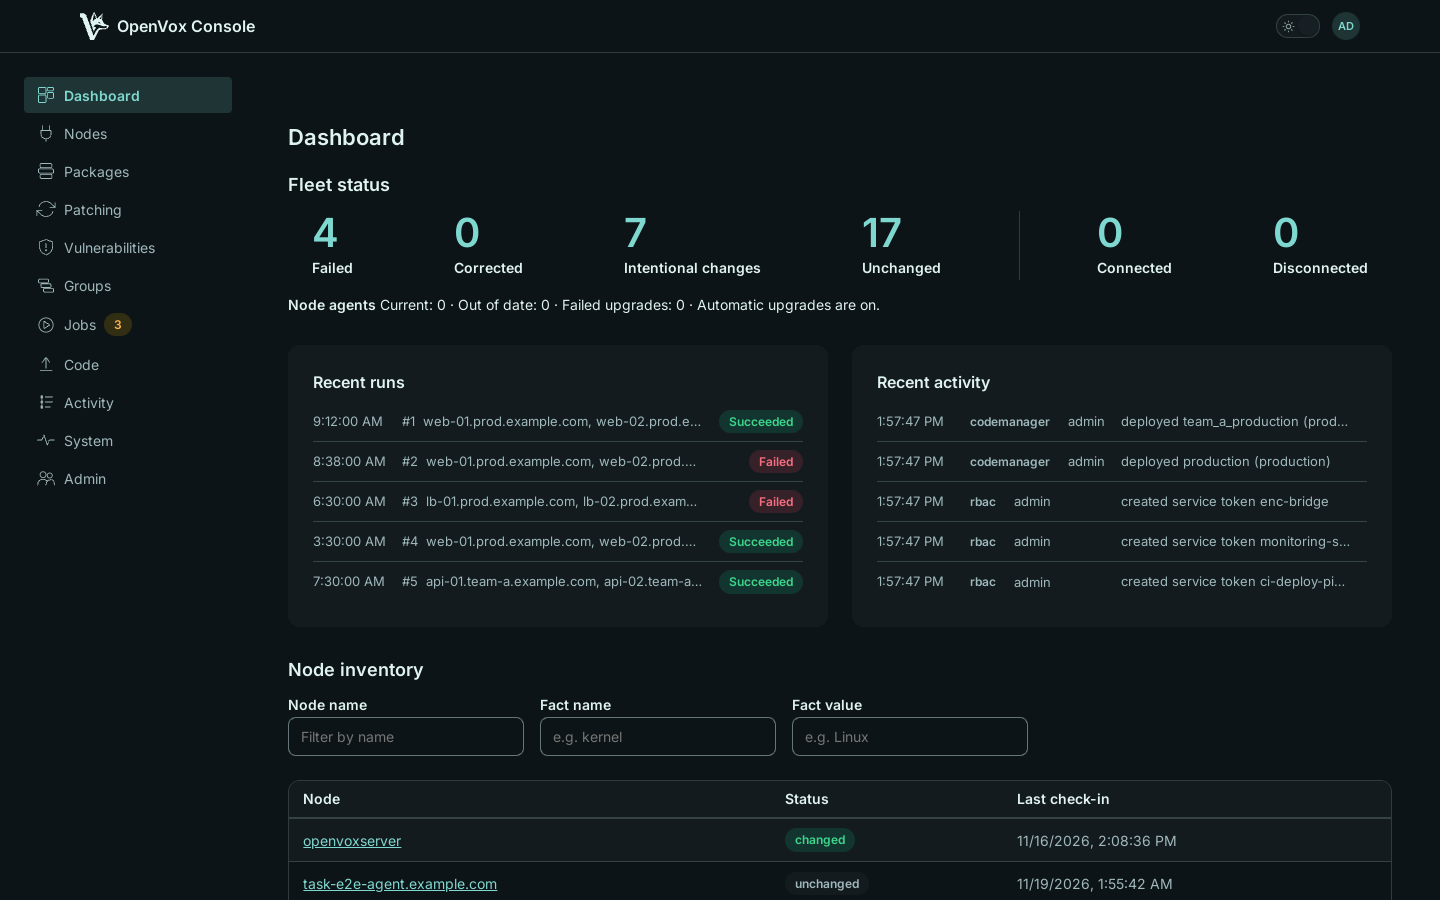 OpenVox Console
AD
Dashboard
Nodes
Packages
Patching
Vulnerabilities
Groups
Jobs 3
Code
Activity
System
Admin
Dashboard
Fleet status
4 0 7 17 0 0
Failed Corrected Intentional changes Unchanged Connected Disconnected
Node agents Current: 0 · Out of date: 0 · Failed upgrades: 0 · Automatic upgrades are on.
Recent runs
9:12:00 AM #1 web-01.prod.example.com, web-02.prod.e... Succeeded
8:38:00 AM #2 web-01.prod.example.com, web-02.prod.... Failed
6:30:00 AM #3 lb-01.prod.example.com, lb-02.prod.exam... Failed
3:30:00 AM #4 web-01.prod.example.com, web-02.prod.... Succeeded
7:30:00 AM #5 api-01.team-a.example.com, api-02.team-a... Succeeded
Recent activity
1:57:47 PM codemanager admin deployed team_a_production (prod...
1:57:47 PM codemanager admin deployed production (production)
1:57:47 PM rbac admin created service token enc-bridge
1:57:47 PM rbac admin created service token monitoring-s...
1:57:47 PM rbac admin created service token ci-deploy-pi...
Node inventory
Node name Fact name Fact value
Filter by name e.g. kernel e.g. Linux
Node Status Last check-in
openvoxserver changed 11/16/2026, 2:08:36 PM
task-e2e-agent.example.com unchanged 11/19/2026, 1:55:42 AM